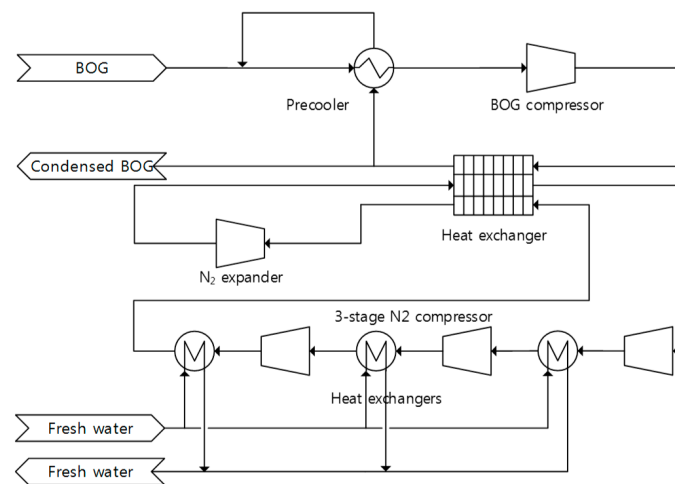 BOG
Precooler
BOG compressor
Condensed BOG
Heat exchanger
N₂ expander
3-stage N2 compressor
Heat exchangers
Fresh water
Fresh water